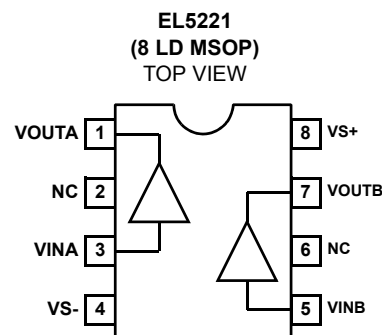 EL5221
(8 LD MSOP)
TOP VIEW
VOUTA 1 8 VS+
NC 2 7 VOUTB
VINA 3 6 NC
VS- 4 5 VINB